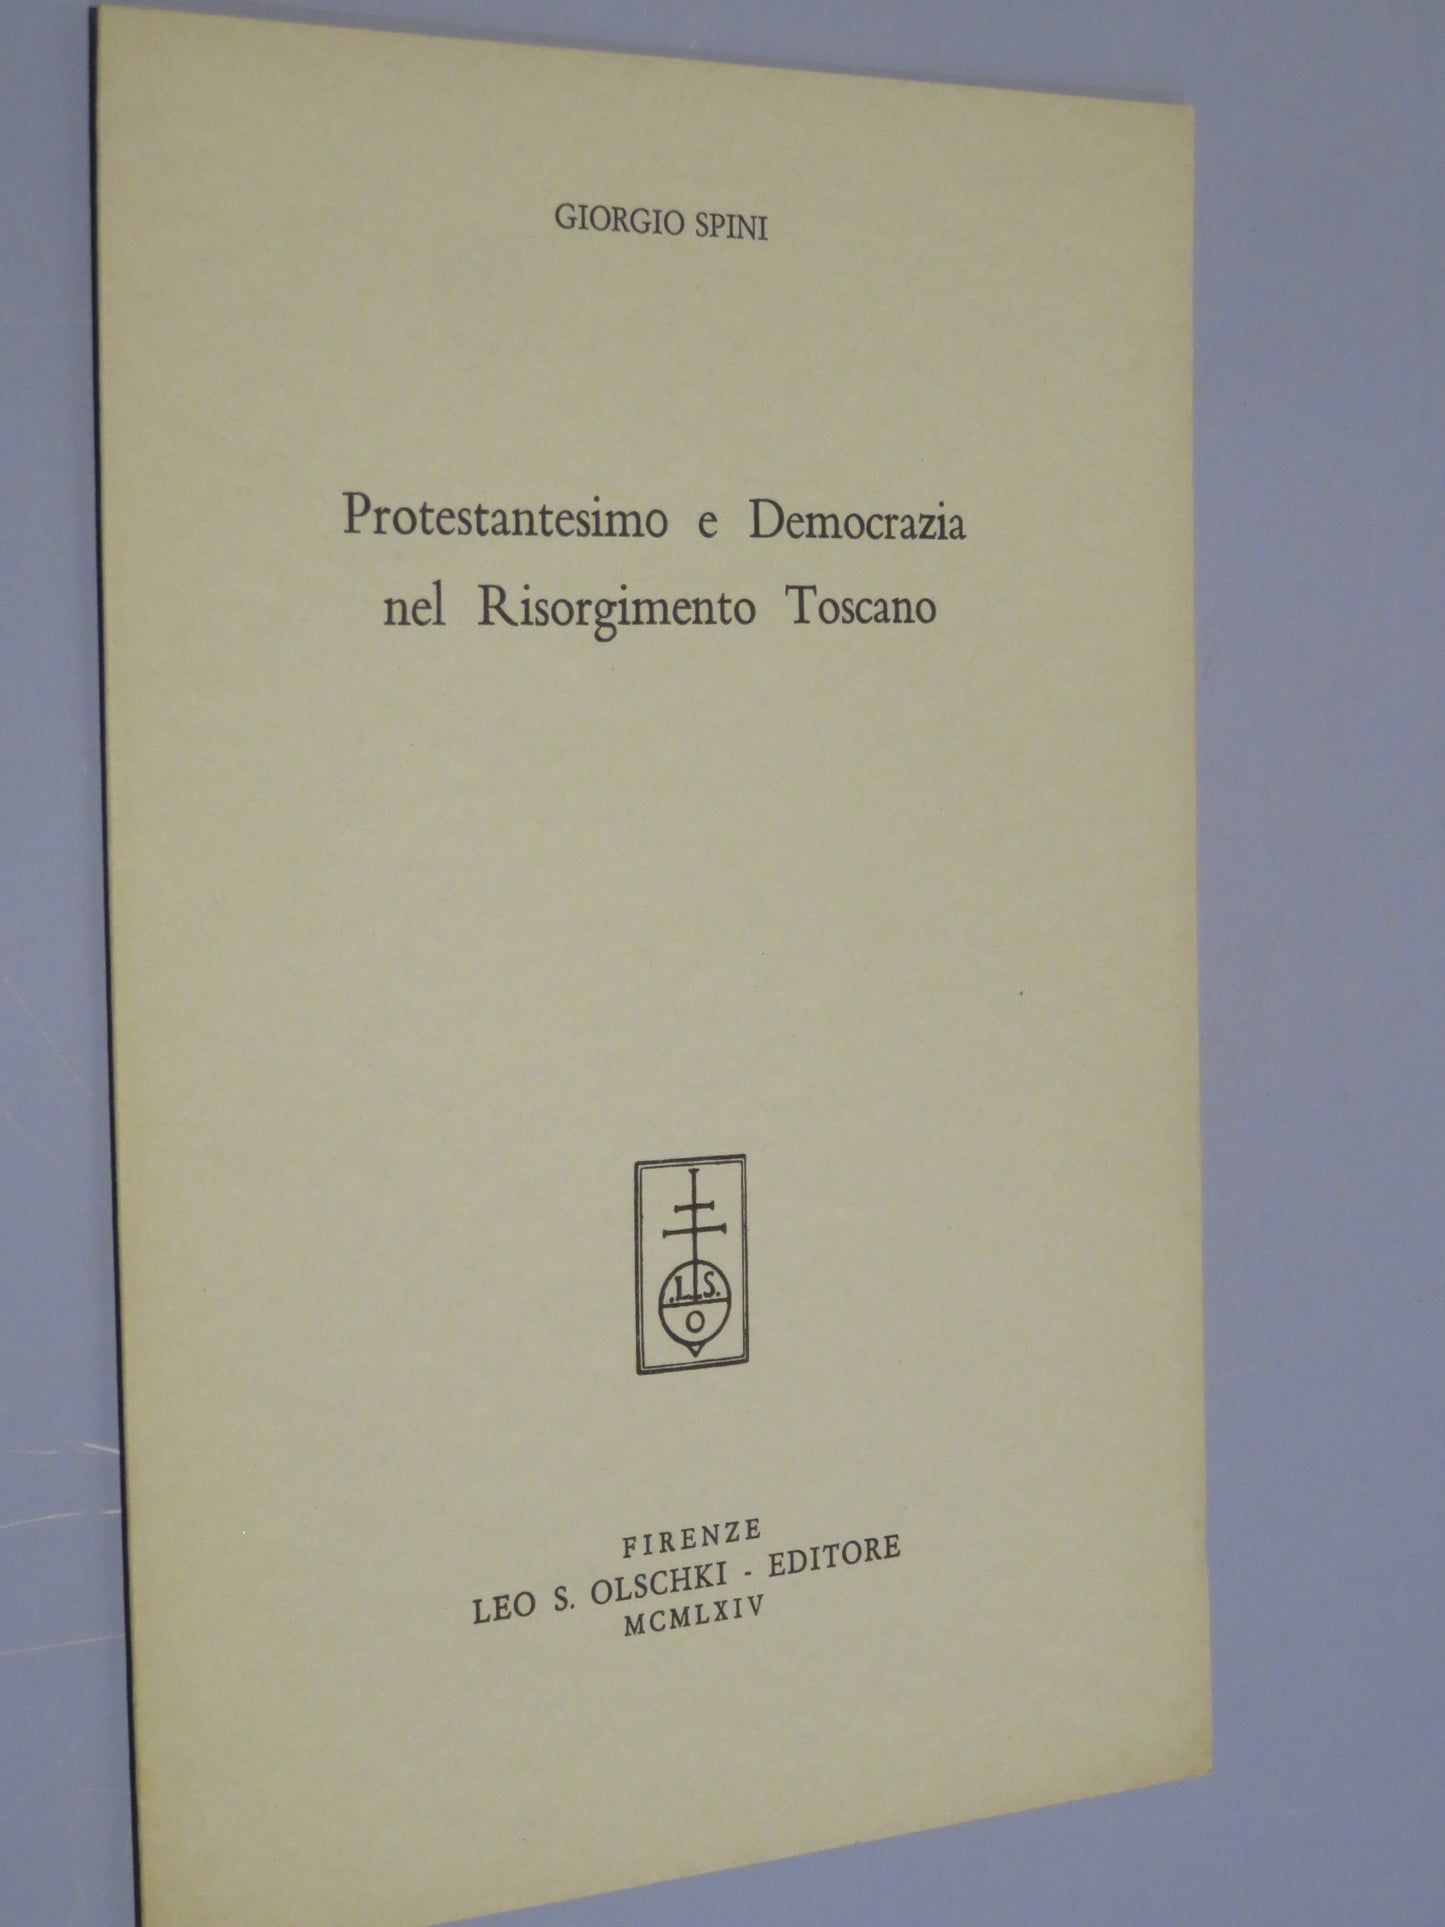 GIORGIO SPINI
Protestantesimo e Democrazia
nel Risorgimento Toscano
.L.S.
O
FIRENZE
LEO S. OLSCHKI - EDITORE
MCMLXIV